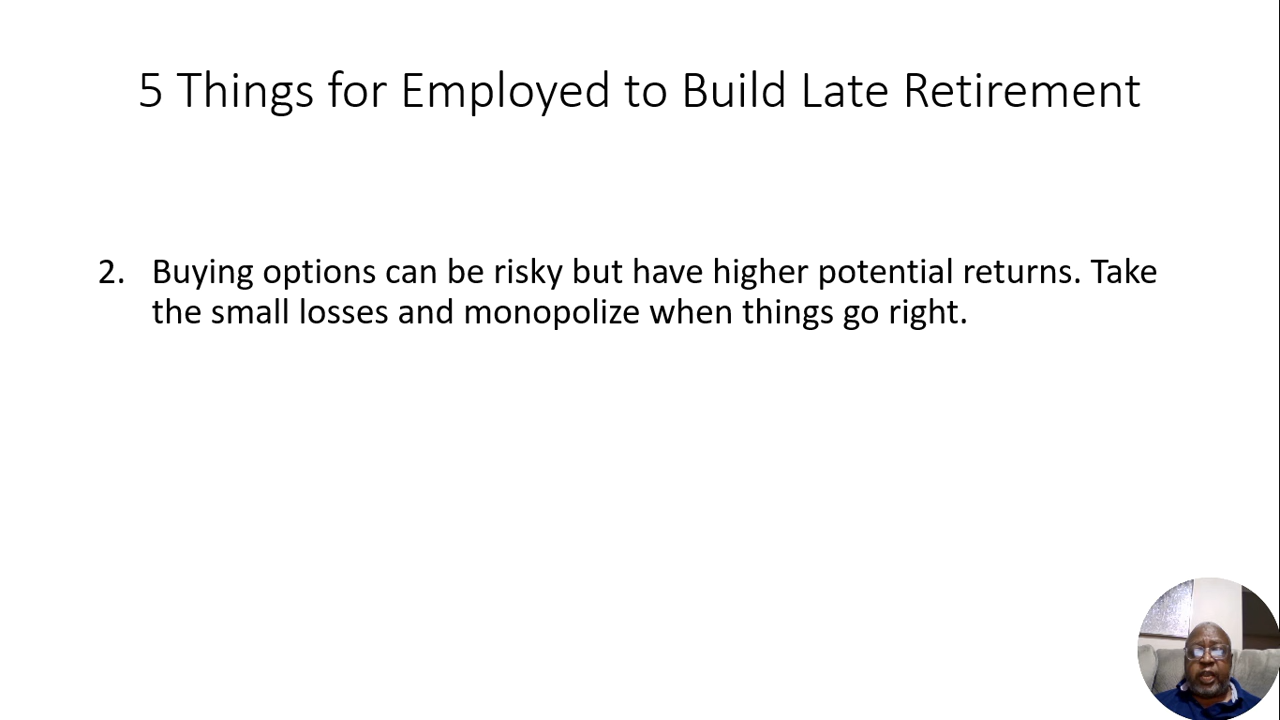 5 Things for Employed to Build Late Retirement
2. Buying options can be risky but have higher potential returns. Take
the small losses and monopolize when things go right.